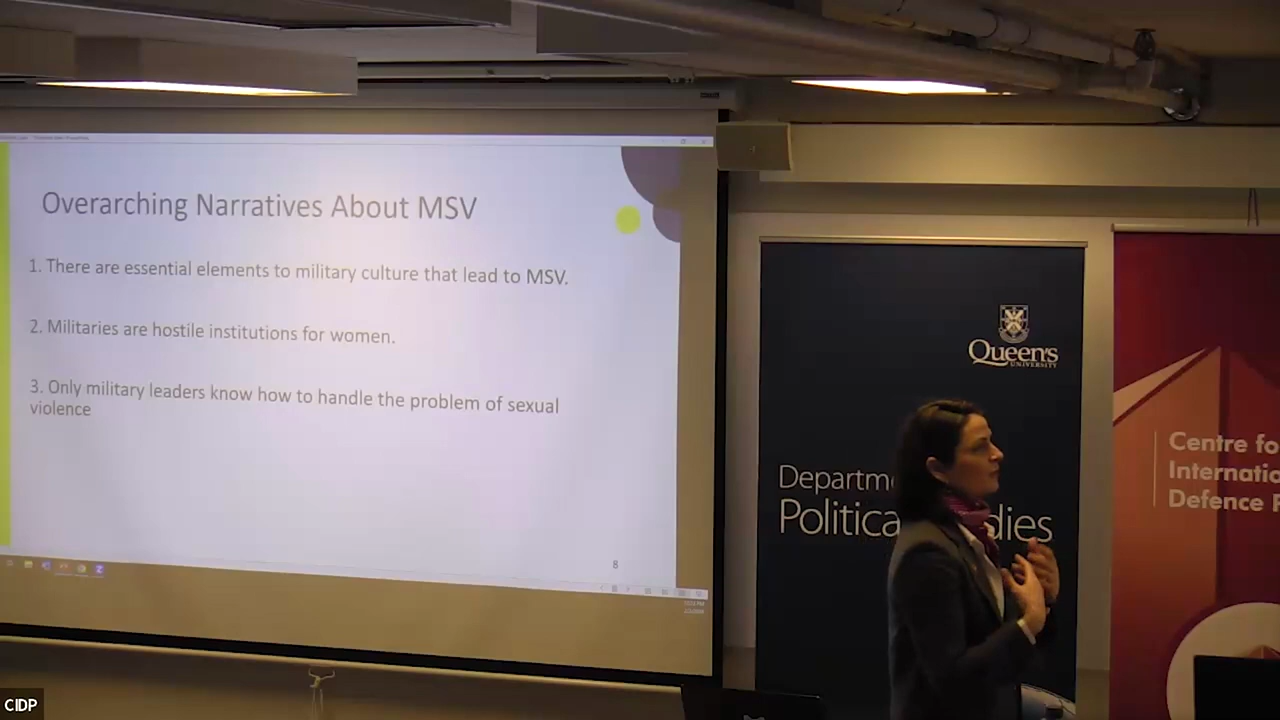 Overarching Narratives About MSV
1. There are essential elements to military culture that lead to MSV.
2. Militaries are hostile institutions for women.
3. Only military leaders know how to handle the problem of sexual
violence
8
Queen's
UNIVERSITY
Departm
Politica dies
Centre fo
Internatio
Defence P
CIDP